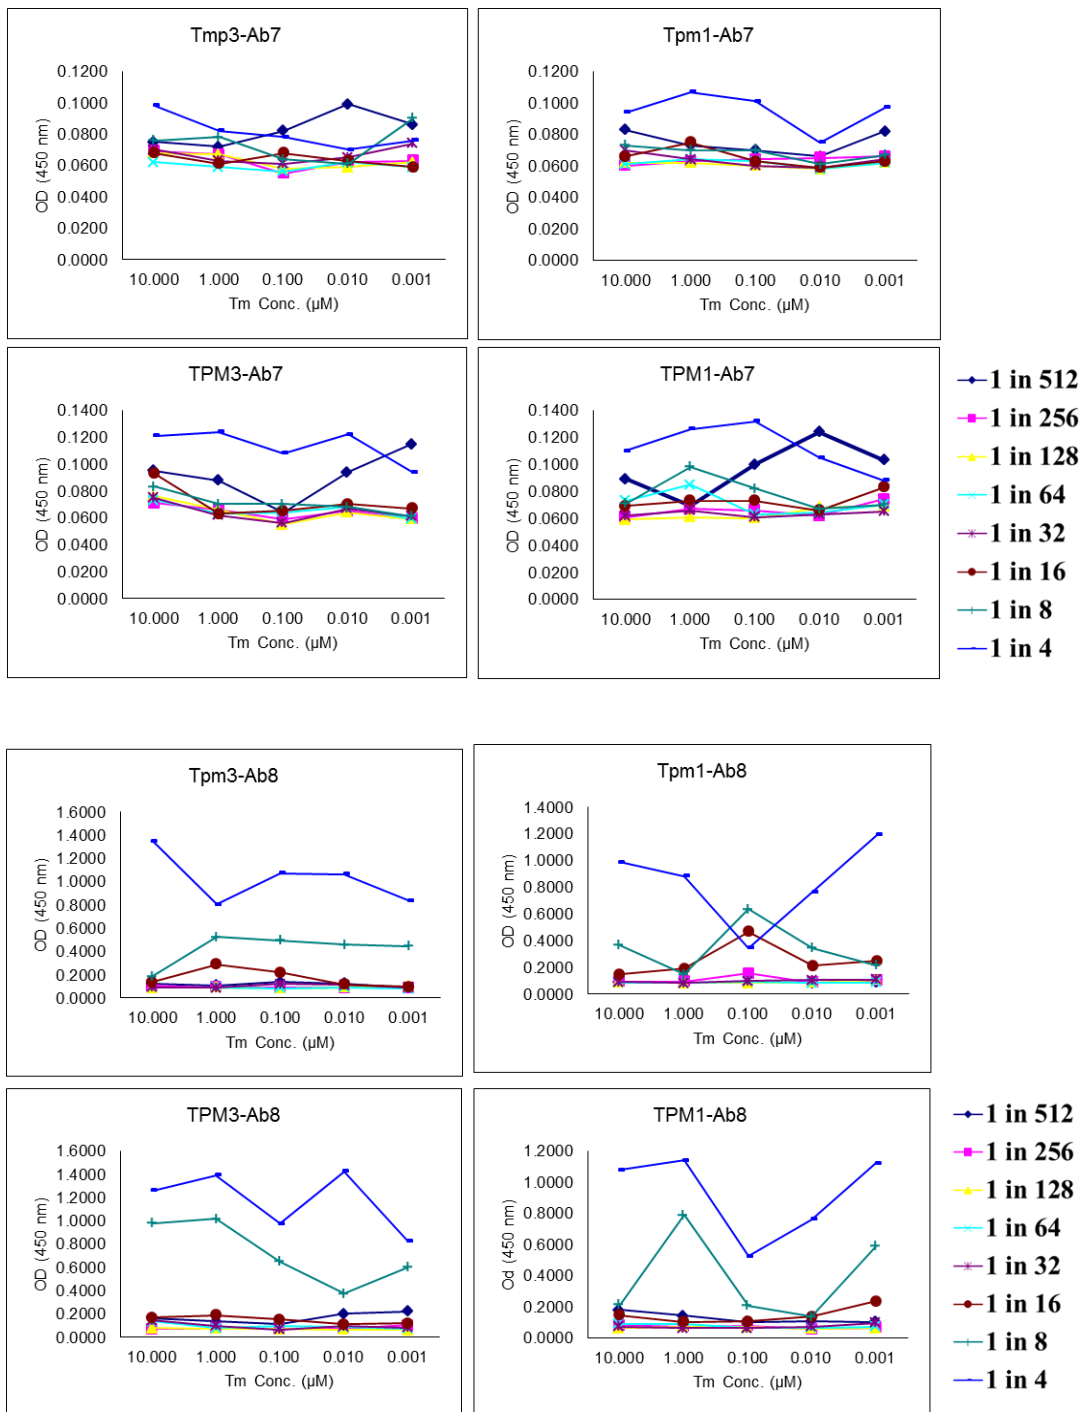 Tmp3-Ab7
OD (450 nm)
0.1200
0.1000
0.0800
0.0600
0.0400
0.0200
0.0000
10.000 1.000 0.100 0.010 0.001
Tm Conc. (µM)
Tpm1-Ab7
OD (450 nm)
0.1200
0.1000
0.0800
0.0600
0.0400
0.0200
0.0000
10.000 1.000 0.100 0.010 0.001
Tm Conc. (µM)
TPM3-Ab7
OD (450 nm)
0.1400
0.1200
0.1000
0.0800
0.0600
0.0400
0.0200
0.0000
10.000 1.000 0.100 0.010 0.001
Tm Conc. (µM)
TPM1-Ab7
OD (450 nm)
0.1400
0.1200
0.1000
0.0800
0.0600
0.0400
0.0200
0.0000
10.000 1.000 0.100 0.010 0.001
Tm Conc. (µM)
1 in 512
1 in 256
1 in 128
1 in 64
1 in 32
1 in 16
1 in 8
1 in 4
Tpm3-Ab8
OD (450 nm)
1.6000
1.4000
1.2000
1.0000
0.8000
0.6000
0.4000
0.2000
0.0000
10.000 1.000 0.100 0.010 0.001
Tm Conc. (µM)
Tpm1-Ab8
OD (450 nm)
1.4000
1.2000
1.0000
0.8000
0.6000
0.4000
0.2000
0.0000
10.000 1.000 0.100 0.010 0.001
Tm Conc. (µM)
TPM3-Ab8
OD (450 nm)
1.6000
1.4000
1.2000
1.0000
0.8000
0.6000
0.4000
0.2000
0.0000
10.000 1.000 0.100 0.010 0.001
Tm Conc. (µM)
TPM1-Ab8
Od (450 nm)
1.2000
1.0000
0.8000
0.6000
0.4000
0.2000
0.0000
10.000 1.000 0.100 0.010 0.001
Tm Conc. (µM)
1 in 512
1 in 256
1 in 128
1 in 64
1 in 32
1 in 16
1 in 8
1 in 4